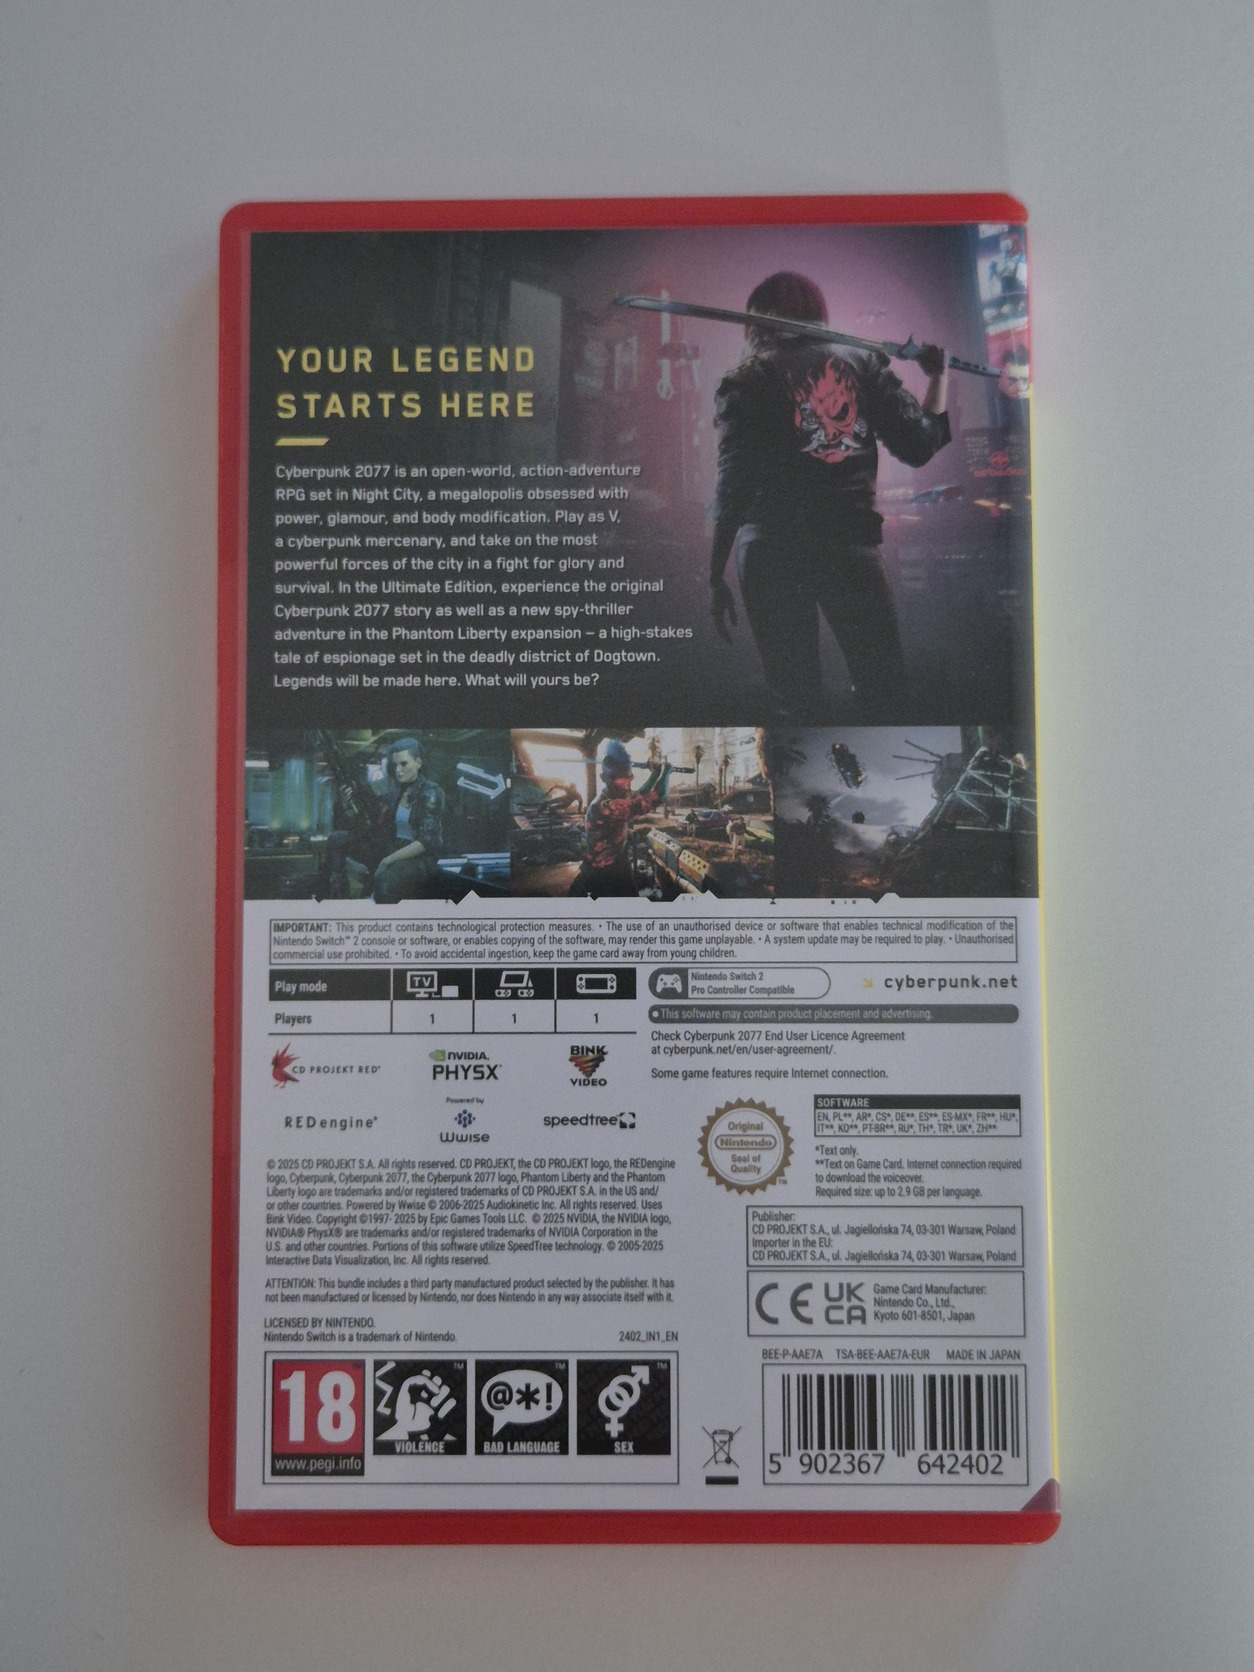 YOUR LEGEND
STARTS HERE
Cyberpunk 2077 is an open-world, action-adventure
RPG set in Night City, a megalopolis obsessed with
power, glamour, and body modification. Play as V,
a cyberpunk mercenary, and take on the most
powerful forces of the city in a fight for glory and
survival. In the Ultimate Edition, experience the original
Cyberpunk 2077 story as well as a new spy-thriller
adventure in the Phantom Liberty expansion – a high-stakes
tale of espionage set in the deadly district of Dogtown.
Legends will be made here. What will yours be?
IMPORTANT: This product contains technological protection measures. • The use of an unauthorised device or software that enables technical modification of the
Nintendo Switch™ 2 console or software, or enables copying of the software, may render this game unplayable. • A system update may be required to play. • Unauthorised
commercial use prohibited. • To avoid accidental ingestion, keep the game card away from young children.
Play mode TV
Players 1 1 1
Nintendo Switch 2
Pro Controller Compatible
cyberpunk.net
• This software may contain product placement and advertising.
Check Cyberpunk 2077 End User Licence Agreement
at cyberpunk.net/en/user-agreement/.
Some game features require Internet connection.
CD PROJEKT RED®
NVIDIA.
PHYSX®
BINK
VIDEO
REDengine®
Powered by
Wwise
speedtree
Original
Nintendo
Seal of
Quality
™
SOFTWARE
EN, PL**, AR*, CS*, DE**, ES**, ES-MX*, FR**, HU*,
IT**, KO**, PT-BR**, RU*, TH*, TR*, UK*, ZH**
*Text only.
**Text on Game Card. Internet connection required
to download the voiceover.
Required size: up to 2.9 GB per language.
© 2025 CD PROJEKT S.A. All rights reserved. CD PROJEKT, the CD PROJEKT logo, the REDengine
logo, Cyberpunk, Cyberpunk 2077, the Cyberpunk 2077 logo, Phantom Liberty and the Phantom
Liberty logo are trademarks and/or registered trademarks of CD PROJEKT S.A. in the US and/
or other countries. Powered by Wwise © 2006-2025 Audiokinetic Inc. All rights reserved. Uses
Bink Video. Copyright ©1997- 2025 by Epic Games Tools LLC. © 2025 NVIDIA, the NVIDIA logo,
NVIDIA® PhysX® are trademarks and/or registered trademarks of NVIDIA Corporation in the
U.S. and other countries. Portions of this software utilize SpeedTree technology. © 2005-2025
Interactive Data Visualization, Inc. All rights reserved.
ATTENTION: This bundle includes a third party manufactured product selected by the publisher. It has
not been manufactured or licensed by Nintendo, nor does Nintendo in any way associate itself with it.
LICENSED BY NINTENDO.
Nintendo Switch is a trademark of Nintendo.
2402_IN1_EN
Publisher:
CD PROJEKT S.A., ul. Jagiellońska 74, 03-301 Warsaw, Poland
Importer in the EU:
CD PROJEKT S.A., ul. Jagiellońska 74, 03-301 Warsaw, Poland
CE UK
CA
Game Card Manufacturer:
Nintendo Co., Ltd.,
Kyoto 601-8501, Japan
BEE-P-AAE7A TSA-BEE-AAE7A-EUR MADE IN JAPAN
18
www.pegi.info
™
VIOLENCE
@*!
™
BAD LANGUAGE
™
SEX
5 902367 642402